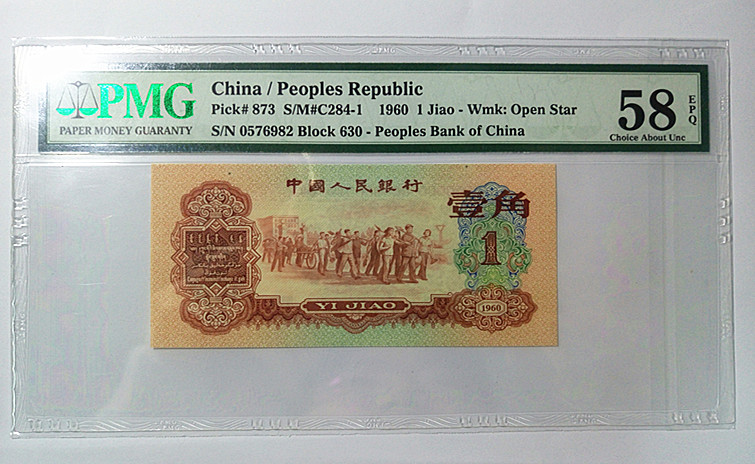 PMG
PAPER MONEY GUARANTY
China / Peoples Republic
Pick# 873 S/M#C284-1 1960 1 Jiao - Wmk: Open Star
S/N 0576982 Block 630 - Peoples Bank of China
58
EPQ
Choice About Unc
中國人民銀行
壹角
1
YI JIAO
1960